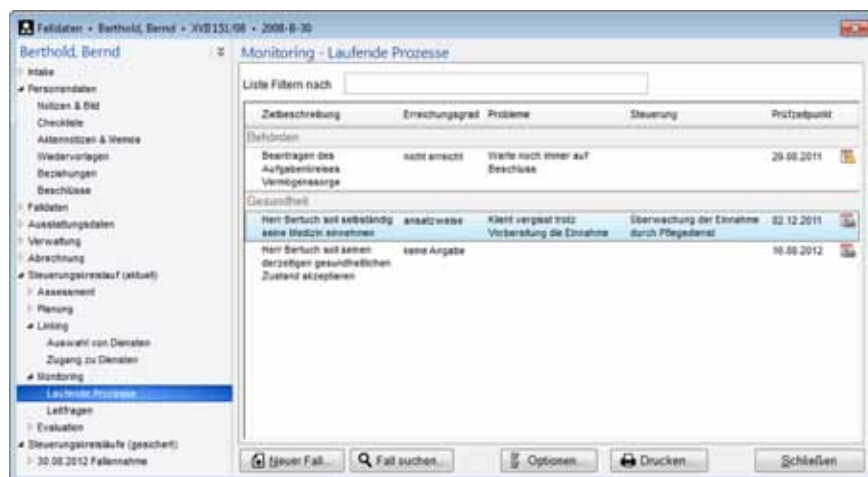 Falldaten • Berthold, Bernd • XVII 151/08 • 2008-B-30
Berthold, Bernd
Intake
Personendaten
Notizen & Bild
Checkliste
Aktennotizen & Memos
Wiedervorlagen
Beziehungen
Beschlüsse
Falldaten
Ausstattungsdaten
Verwaltung
Abrechnung
Steuerungskreislauf (aktuell)
Assessment
Planung
Linking
Auswahl von Diensten
Zugang zu Diensten
Monitoring
Laufende Prozesse
Leitfragen
Evaluation
Steuerungskreisläufe (gesichert)
30.08.2012 Fallannahme
Monitoring - Laufende Prozesse
Liste Filtern nach
Zielbeschreibung Erreichungsgrad Probleme Steuerung Prüfzeitpunkt
Behörden
Beantragen des nicht erreicht Warte noch immer auf 29.08.2011
Aufgabenkreises Beschluss
Vermögenssorge
Gesundheit
Herr Bertuch soll selbständig ansatzweise Klient vergisst trotz Überwachung der Einnahme 02.12.2011
seine Medizin einnehmen Vorbereitung die Einnahme durch Pflegedienst
Herr Bertuch soll seinen keine Angabe 16.08.2012
derzeitigen gesundheitlichen
Zustand akzeptieren
Neuer Fall... Fall suchen... Optionen... Drucken... Schließen